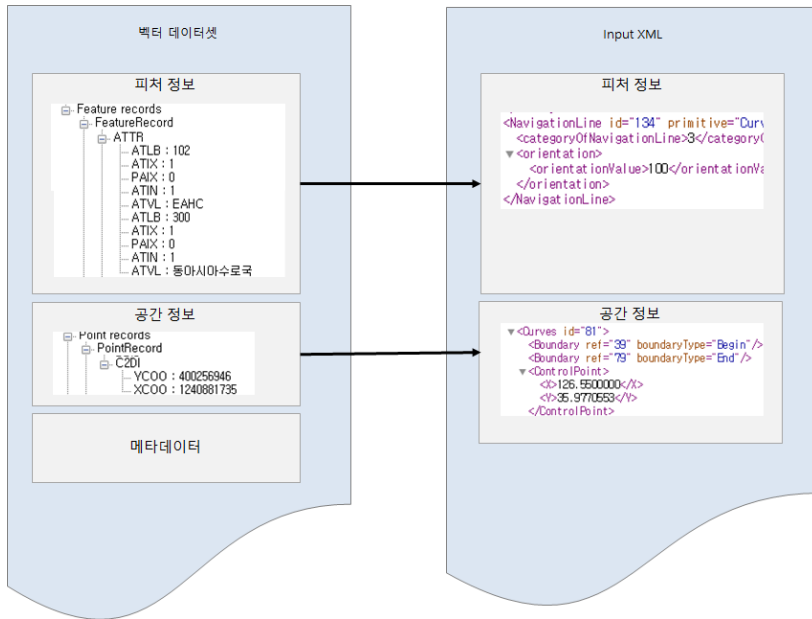 벡터 데이터셋
피처 정보
Feature records
FeatureRecord
ATTR
ATLB : 102
ATIX : 1
PAIX : 0
ATIN : 1
ATVL : EAHC
ATLB : 300
ATIX : 1
PAIX : 0
ATIN : 1
ATVL : 동아시아수로국
공간 정보
Point records
PointRecord
C2DI
YCOO : 400256946
XCOO : 1240881735
메타데이터
Input XML
피처 정보
<NavigationLine id="134" primitive="Curv
<categoryOfNavigationLine>3</categoryO
<orientation>
<orientationValue>100</orientationVa
</orientation>
</NavigationLine>
공간 정보
<Curves id="81">
<Boundary ref="39" boundaryType="Begin"/>
<Boundary ref="79" boundaryType="End"/>
<ControlPoint>
<X>126.5500000</X>
<Y>35.9770553</Y>
</ControlPoint>